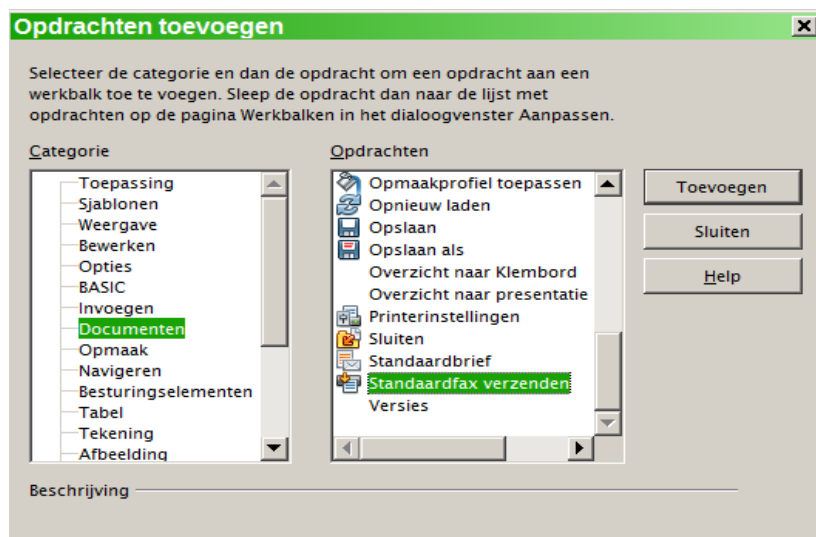 Opdrachten toevoegen
Selecteer de categorie en dan de opdracht om een opdracht aan een
werkbalk toe te voegen. Sleep de opdracht dan naar de lijst met
opdrachten op de pagina Werkbalken in het dialoogvenster Aanpassen.
Categorie
Toepassing
Sjablonen
Weergave
Bewerken
Opties
BASIC
Invoegen
Documenten
Opmaak
Navigeren
Besturingselementen
Tabel
Tekening
Afbeelding
Opdrachten
Opmaakprofiel toepassen
Opnieuw laden
Opslaan
Opslaan als
Overzicht naar Klembord
Overzicht naar presentatie
Printerinstellingen
Sluiten
Standaardbrief
Standaardfax verzenden
Versies
Toevoegen
Sluiten
Help
Beschrijving